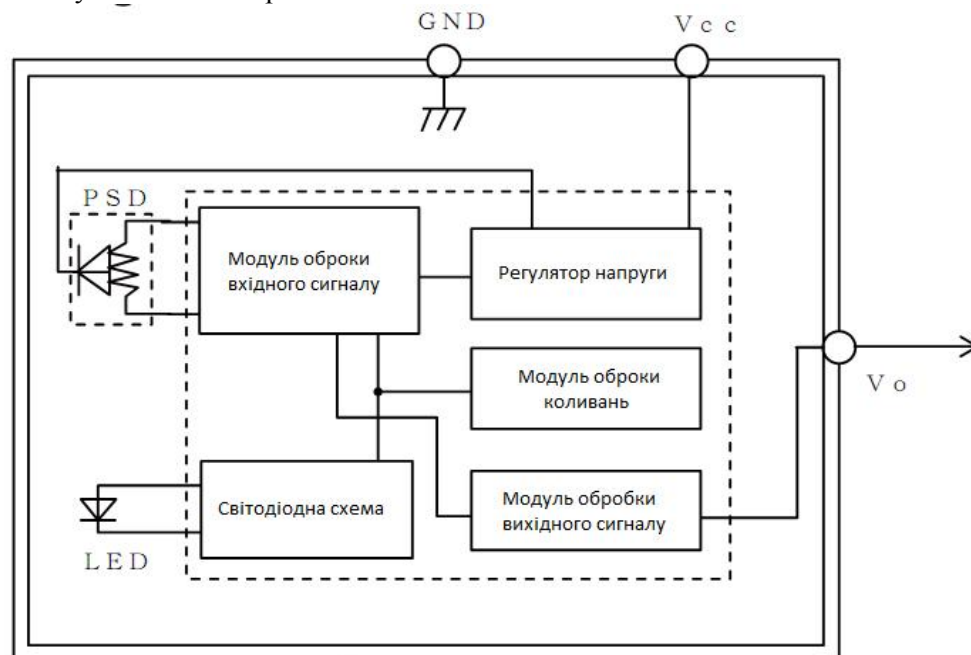 GND
Vcc
PSD
Модуль оброки
вхідного сигналу
Регулятор напруги
Модуль оброки
коливань
Vo
Світодіодна схема
Модуль обробки
вихідного сигналу
LED